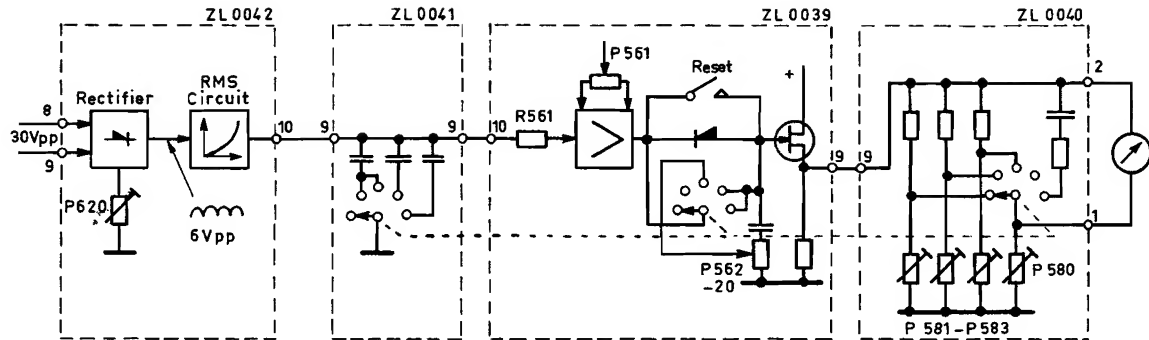 ZL 0042
ZL 0041
ZL 0039
ZL 0040
8
30Vpp
9
Rectifier
RMS
Circuit
10
P620
6Vpp
9
9
10
R561
P561
Reset
+
P562
-20
9
9
2
1
P 580
P 581-P 583